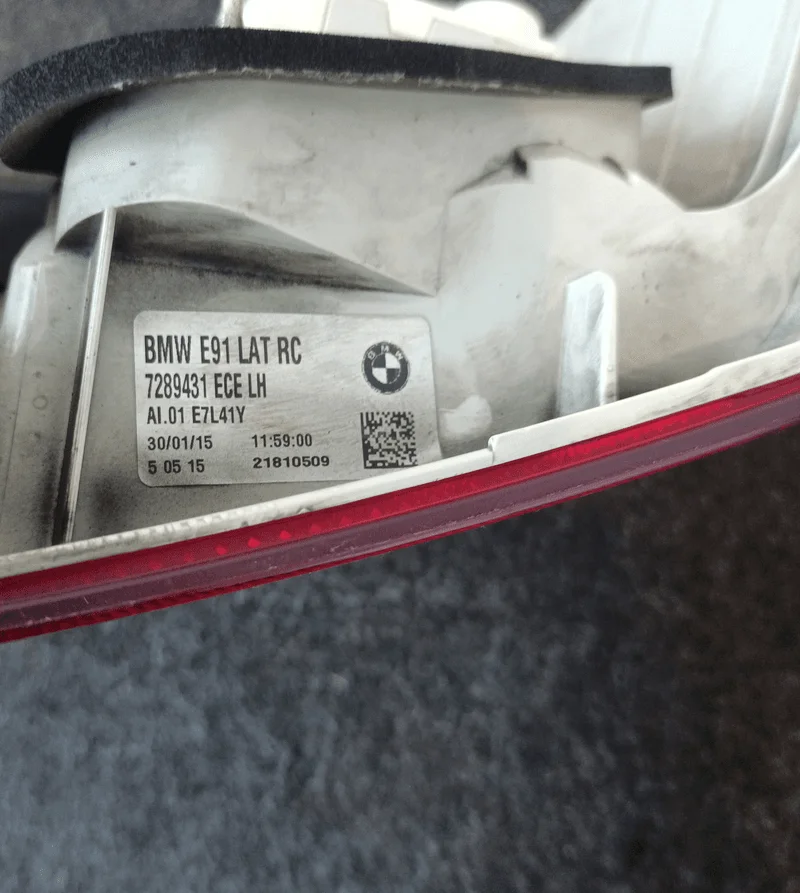 BMW E91 LAT RC
7289431 ECE LH
AI.01 E7L41Y
30/01/15 11:59:00
5 05 15 21810509
BMW